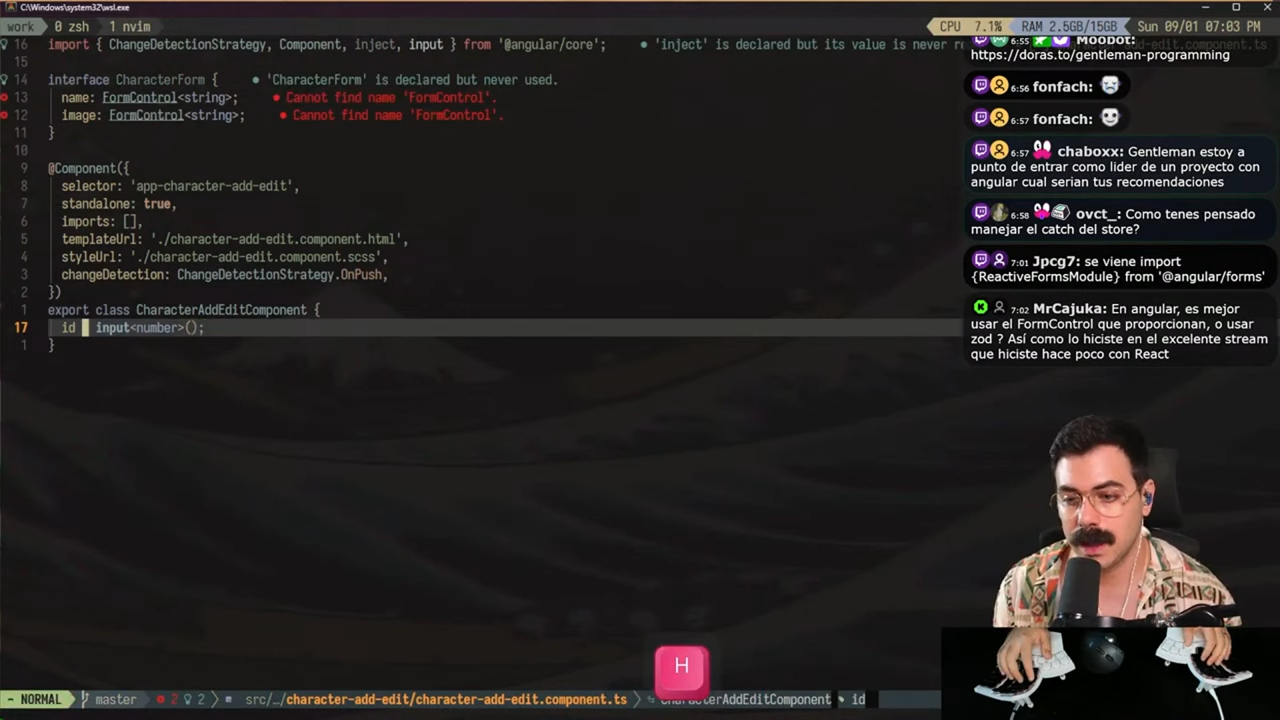 C:\Windows\system32\wsl.exe
work 0 zsh 1 nvim
CPU 7.1% RAM 2.5GB/15GB Sun 09/01 07:03 PM
16 import { ChangeDetectionStrategy, Component, inject, input } from '@angular/core'; ● 'inject' is declared but its value is never
15
14 interface CharacterForm { ● 'CharacterForm' is declared but never used.
13 name: FormControl<string>; ● Cannot find name 'FormControl'.
12 image: FormControl<string>; ● Cannot find name 'FormControl'.
11 }
10
9 @Component({
8 selector: 'app-character-add-edit',
7 standalone: true,
6 imports: [],
5 templateUrl: './character-add-edit.component.html',
4 styleUrl: './character-add-edit.component.scss',
3 changeDetection: ChangeDetectionStrategy.OnPush,
2 })
1 export class CharacterAddEditComponent {
17 id input<number>();
1 }
6:55 Moobot:
https://doras.to/gentleman-programming
6:56 fonfach:
6:57 fonfach:
6:57 chaboxx: Gentleman estoy a
punto de entrar como lider de un proyecto con
angular cual serian tus recomendaciones
6:58 ovct_: Como tenes pensado
manejar el catch del store?
7:01 Jpcg7: se viene import
{ReactiveFormsModule} from '@angular/forms'
7:02 MrCajuka: En angular, es mejor
usar el FormControl que proporcionan, o usar
zod ? Así como lo hiciste en el excelente stream
que hiciste hace poco con React
H
- NORMAL master 2 2 src/…/character-add-edit/character-add-edit.component.ts CharacterAddEditComponent id